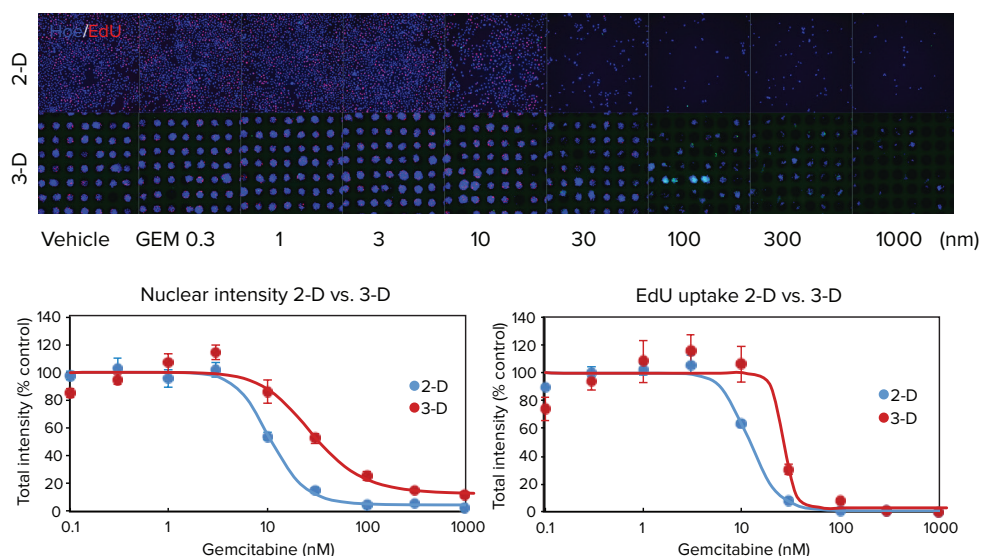 Hoe/EdU
2-D
3-D
Vehicle GEM 0.3 1 3 10 30 100 300 1000 (nm)
Nuclear intensity 2-D vs. 3-D
Total intensity (% control)
140
120
100
80
60
40
20
0
2-D
3-D
0.1 1 10 100 1000
Gemcitabine (nM)
EdU uptake 2-D vs. 3-D
Total intensity (% control)
140
120
100
80
60
40
20
0
2-D
3-D
0.1 1 10 100 1000
Gemcitabine (nM)